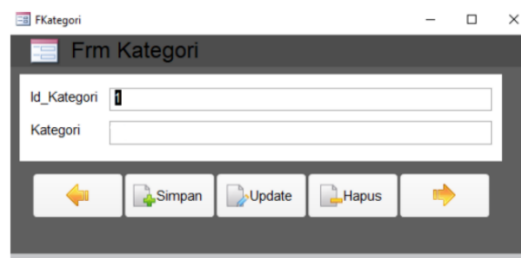 FKategori
Frm Kategori
Id_Kategori 1
Kategori
Simpan Update Hapus